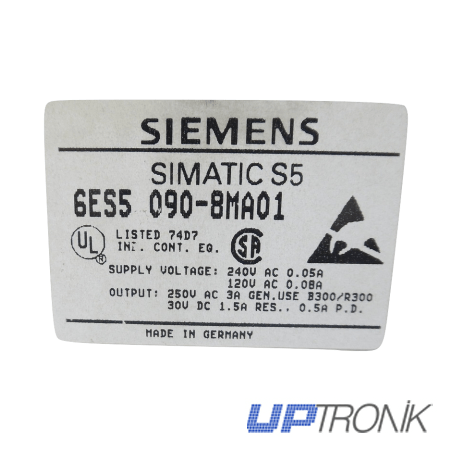 SIEMENS
SIMATIC S5
6ES5 090-8MA01
UL
®
LISTED 74D7
IND. CONT. EQ.
SA
SUPPLY VOLTAGE: 240V AC 0.05A
120V AC 0.08A
OUTPUT: 250V AC 3A GEN.USE B300/R300
30V DC 1.5A RES., 0.5A P.D.
MADE IN GERMANY
UPTRONIK